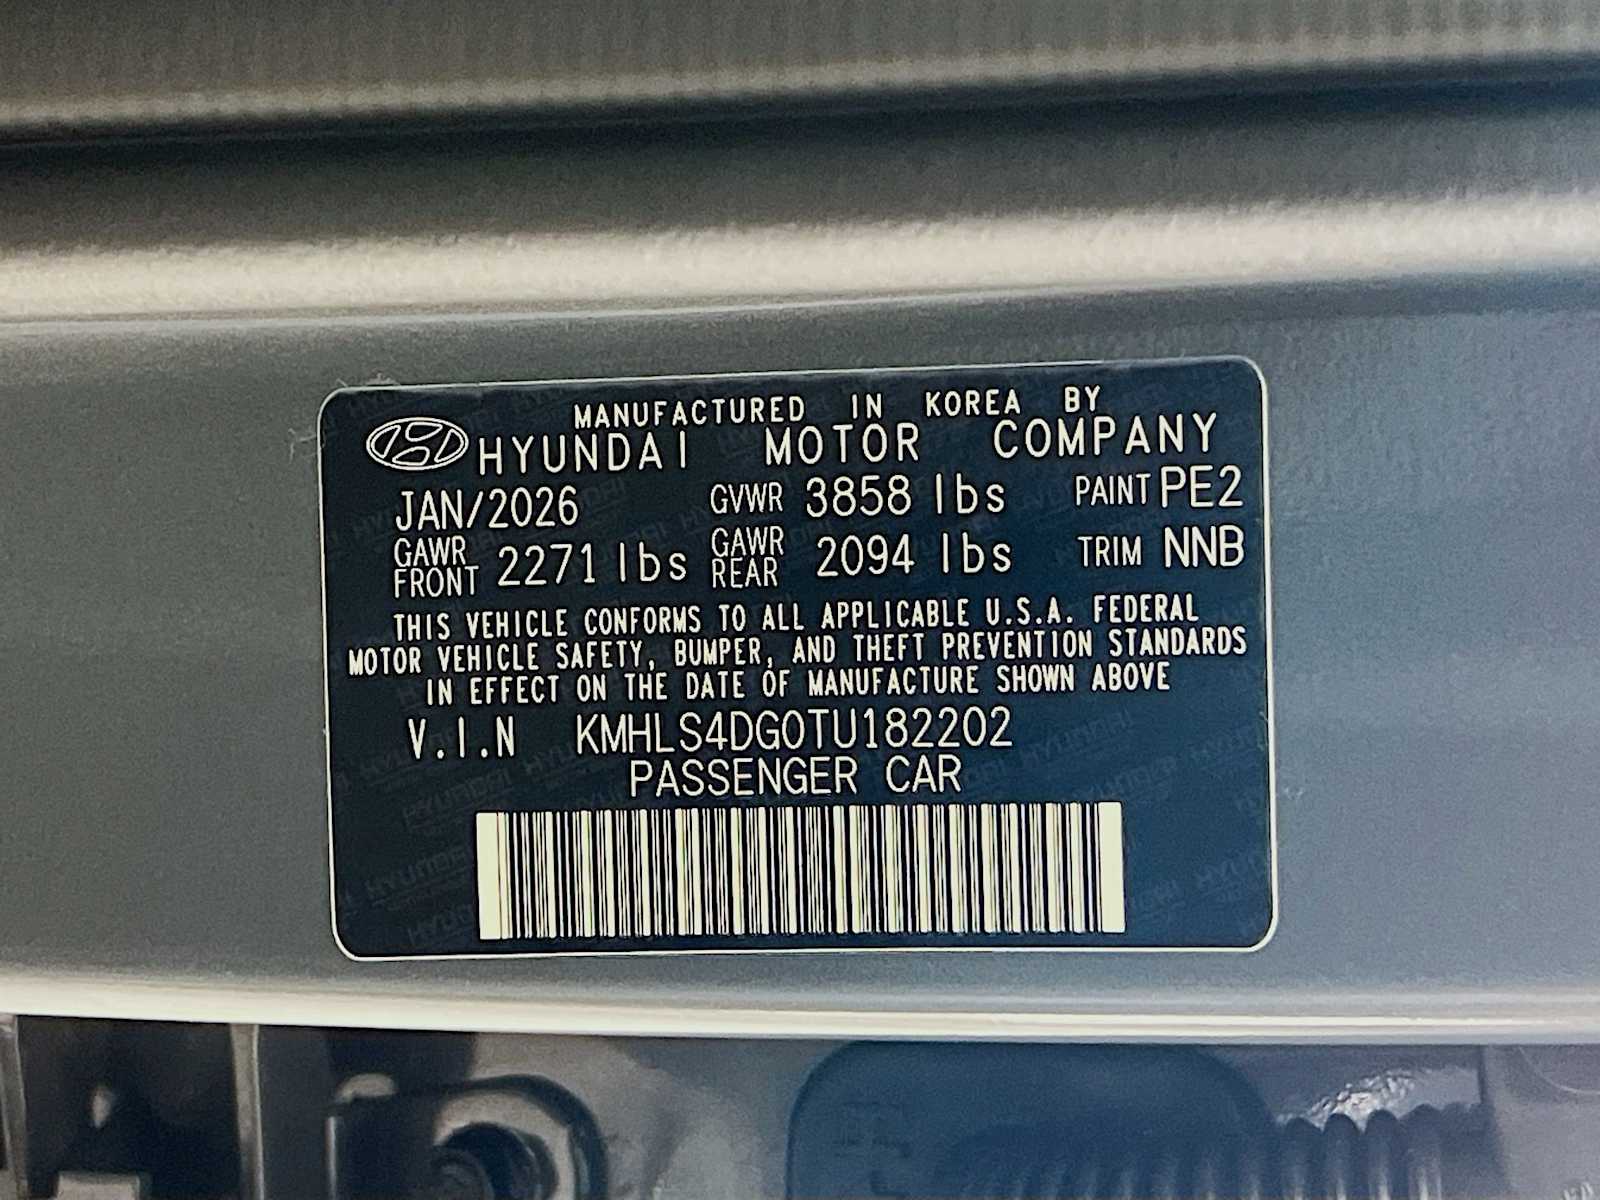 MANUFACTURED IN KOREA BY
HYUNDAI MOTOR COMPANY
JAN/2026 GVWR 3858 lbs PAINT PE2
GAWR FRONT 2271 lbs GAWR REAR 2094 lbs TRIM NNB
THIS VEHICLE CONFORMS TO ALL APPLICABLE U.S.A. FEDERAL
MOTOR VEHICLE SAFETY, BUMPER, AND THEFT PREVENTION STANDARDS
IN EFFECT ON THE DATE OF MANUFACTURE SHOWN ABOVE
V.I.N KMHLS4DG0TU182202
PASSENGER CAR